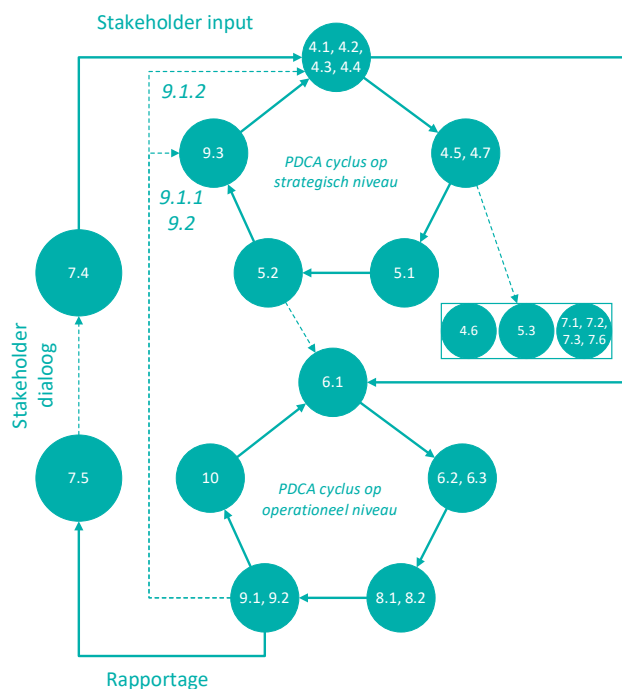 Stakeholder input
4.1, 4.2,
4.3, 4.4
9.1.2
9.3
PDCA cyclus op
strategisch niveau
4.5, 4.7
9.1.1
9.2
7.4
5.2
5.1
4.6
5.3
7.1, 7.2,
7.3, 7.6
Stakeholder
dialoog
6.1
7.5
10
PDCA cyclus op
operationeel niveau
6.2, 6.3
9.1, 9.2
8.1, 8.2
Rapportage